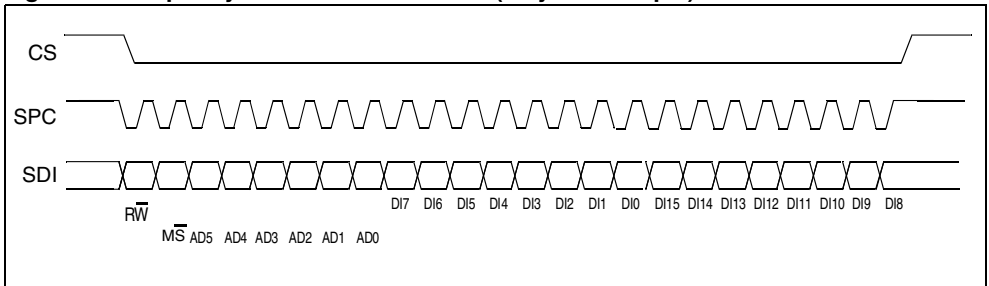 CS
SPC
SDI
DI7 DI6 DI5 DI4 DI3 DI2 DI1 DI0 DI15 DI14 DI13 DI12 DI11 DI10 DI9 DI8
RW̅
MS̅ AD5 AD4 AD3 AD2 AD1 AD0